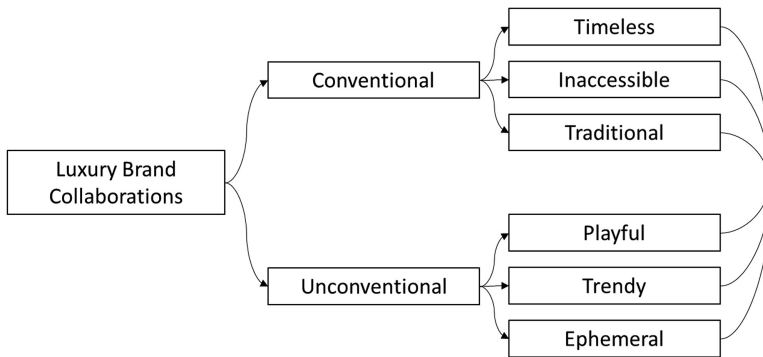 Timeless
Conventional
Inaccessible
Traditional
Luxury Brand
Collaborations
Playful
Unconventional
Trendy
Ephemeral